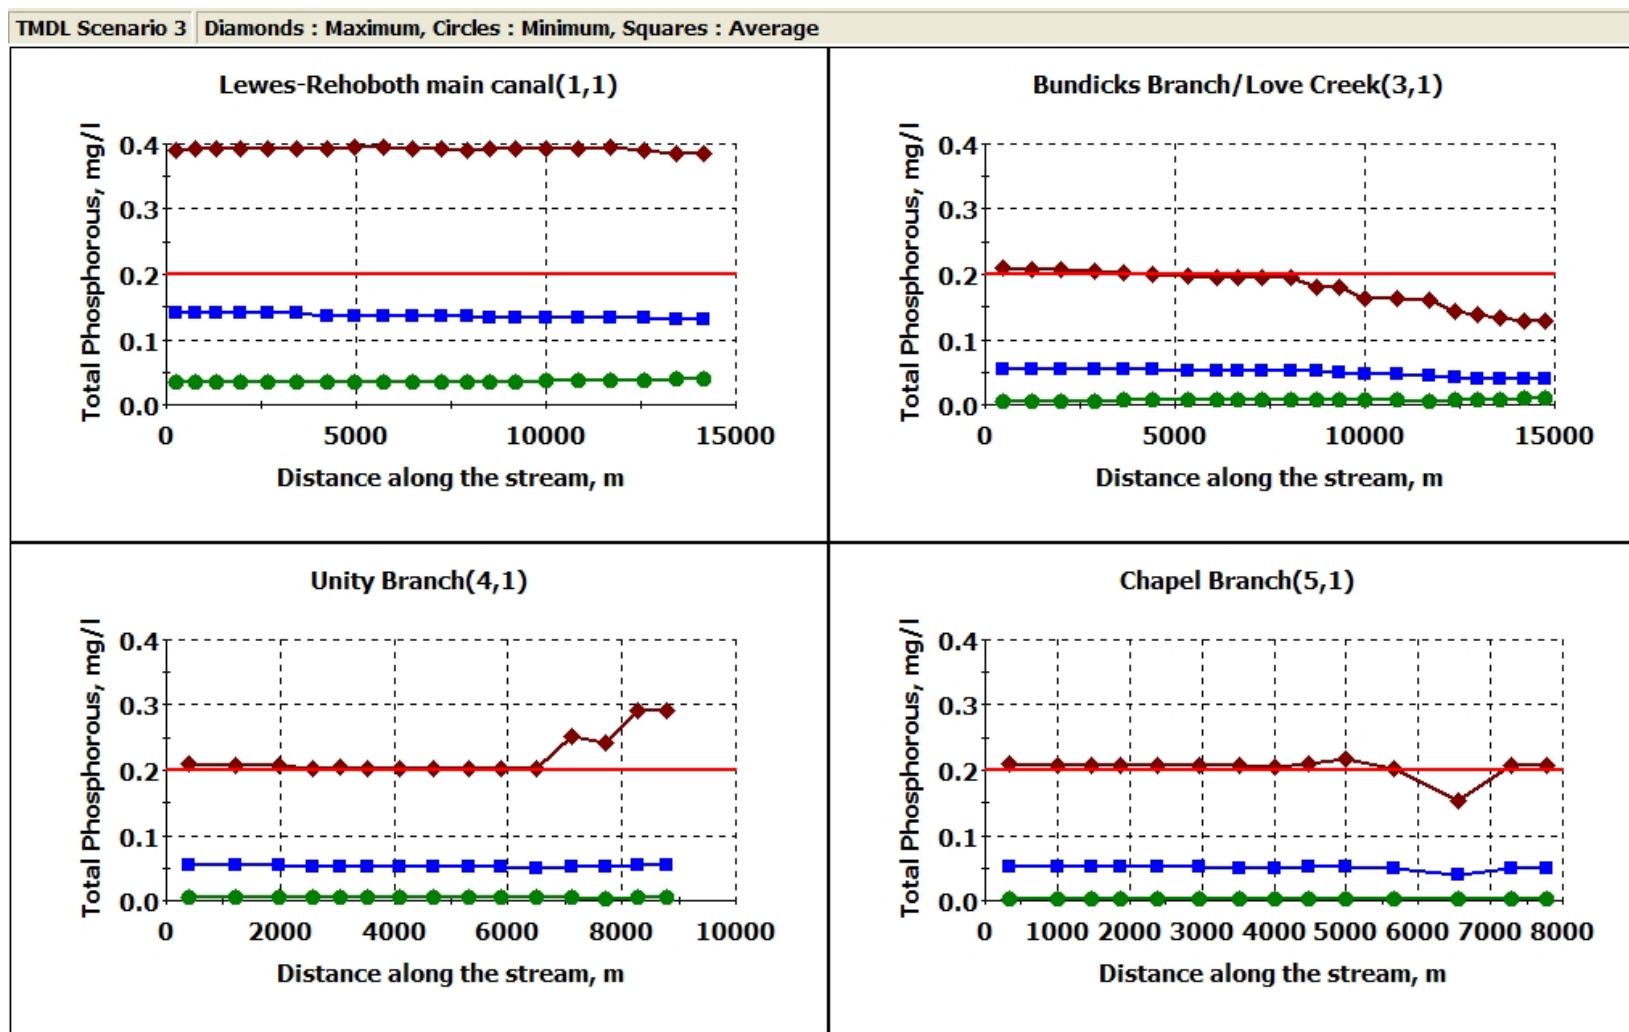 TMDL Scenario 3 Diamonds : Maximum, Circles : Minimum, Squares : Average
Lewes-Rehoboth main canal(1,1)
Total Phosphorous, mg/l
0.4
0.3
0.2
0.1
0.0
0 5000 10000 15000
Distance along the stream, m
Bundicks Branch/Love Creek(3,1)
Total Phosphorous, mg/l
0.4
0.3
0.2
0.1
0.0
0 5000 10000 15000
Distance along the stream, m
Unity Branch(4,1)
Total Phosphorous, mg/l
0.4
0.3
0.2
0.1
0.0
0 2000 4000 6000 8000 10000
Distance along the stream, m
Chapel Branch(5,1)
Total Phosphorous, mg/l
0.4
0.3
0.2
0.1
0.0
0 1000 2000 3000 4000 5000 6000 7000 8000
Distance along the stream, m